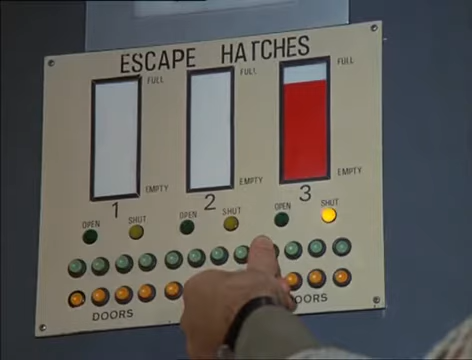 ESCAPE HATCHES
FULL FULL FULL
EMPTY EMPTY EMPTY
1 2 3
OPEN SHUT OPEN SHUT OPEN SHUT
DOORS DOORS